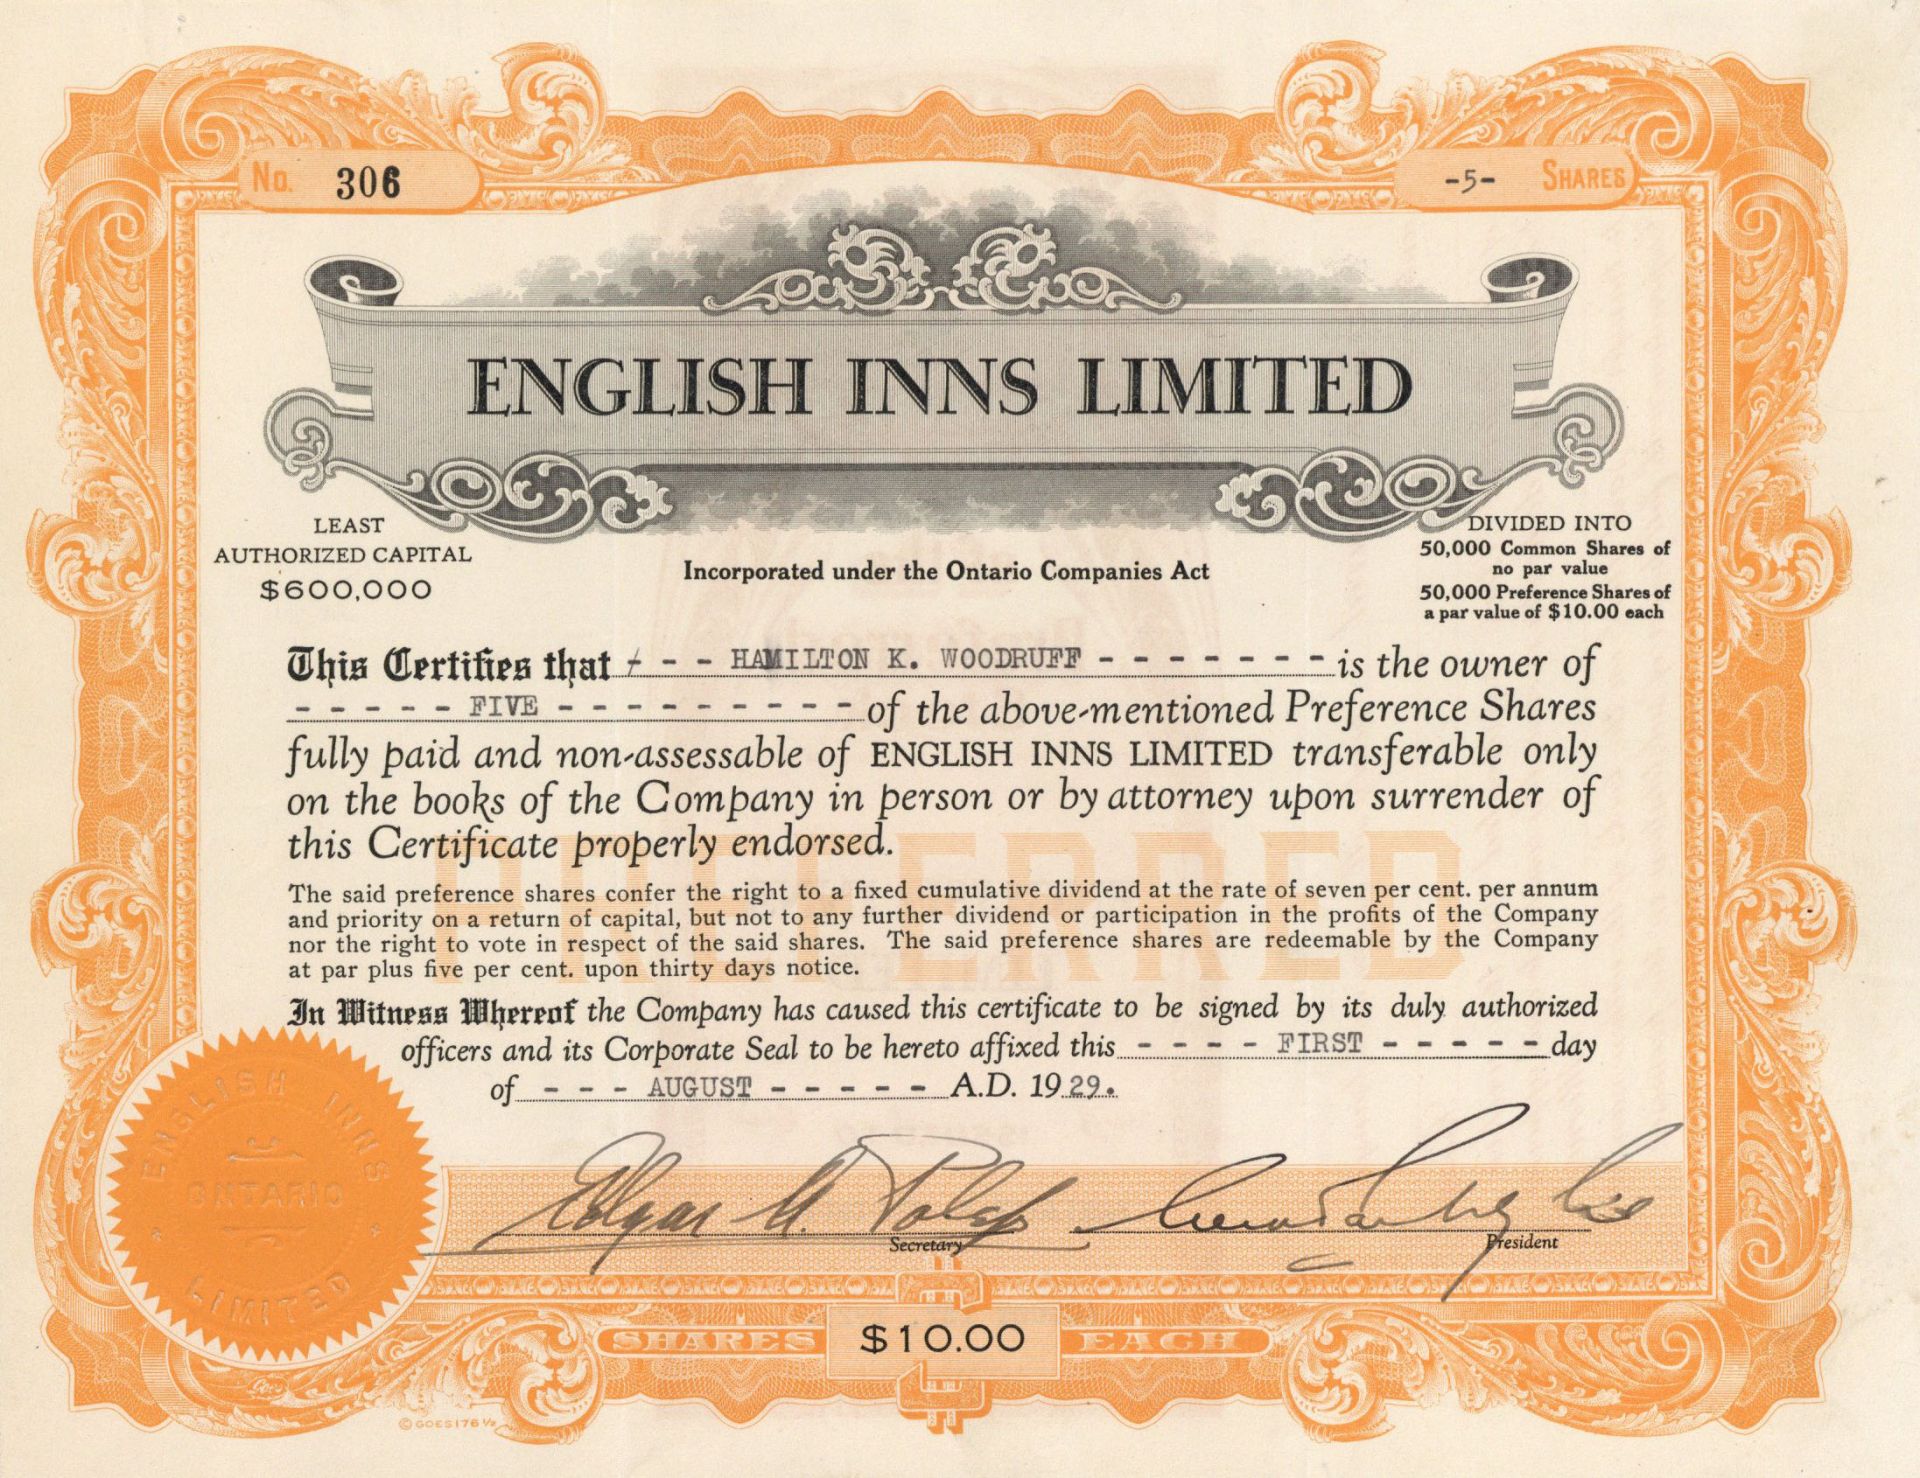 No. 306
-5- SHARES
ENGLISH INNS LIMITED
LEAST
AUTHORIZED CAPITAL
$600,000
Incorporated under the Ontario Companies Act
DIVIDED INTO
50,000 Common Shares of
no par value
50,000 Preference Shares of
a par value of $10.00 each
This Certifies that - - - HAMILTON K. WOODRUFF - - - - - - - is the owner of
- - - - - FIVE - - - - - - - - - - of the above-mentioned Preference Shares
fully paid and non-assessable of ENGLISH INNS LIMITED transferable only
on the books of the Company in person or by attorney upon surrender of
this Certificate properly endorsed.
PREFERRED
The said preference shares confer the right to a fixed cumulative dividend at the rate of seven per cent. per annum
and priority on a return of capital, but not to any further dividend or participation in the profits of the Company
nor the right to vote in respect of the said shares. The said preference shares are redeemable by the Company
at par plus five per cent. upon thirty days notice.
In Witness Whereof the Company has caused this certificate to be signed by its duly authorized
officers and its Corporate Seal to be hereto affixed this - - - - FIRST - - - - - day
of - - - AUGUST - - - - - - A.D. 1929.
ENGLISH INNS
ONTARIO
LIMITED
Edgar
Secretary
President
SHARES $10.00 EACH
Goes
© GOES 176 ½